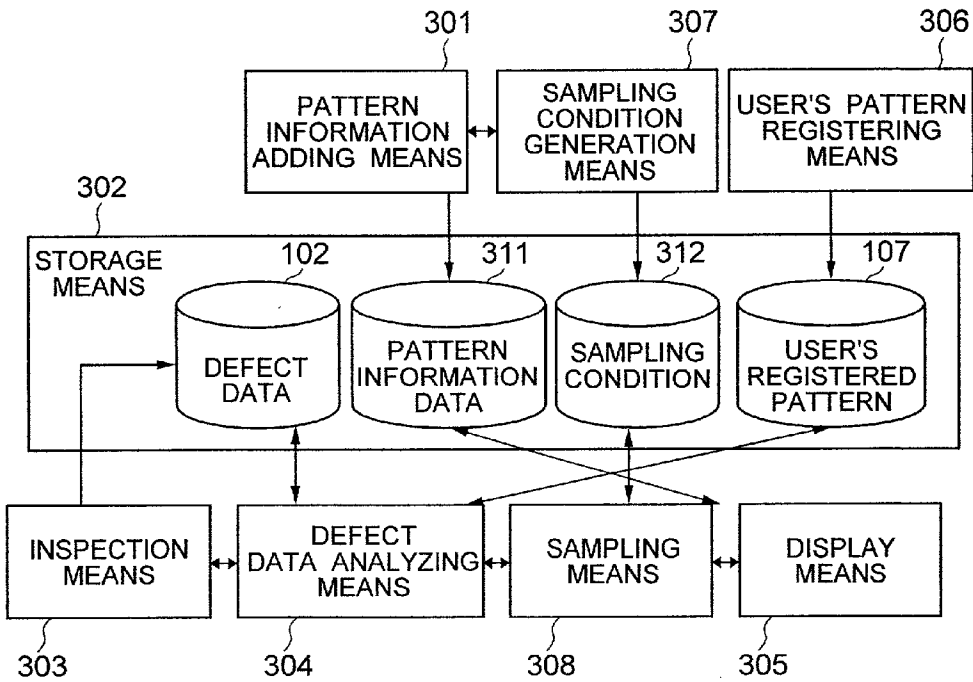 301
307
306
PATTERN
INFORMATION
ADDING MEANS
SAMPLING
CONDITION
GENERATION
MEANS
USER'S PATTERN
REGISTERING
MEANS
302
STORAGE
MEANS
102
311
312
107
DEFECT
DATA
PATTERN
INFORMATION
DATA
SAMPLING
CONDITION
USER'S
REGISTERED
PATTERN
INSPECTION
MEANS
DEFECT
DATA ANALYZING
MEANS
SAMPLING
MEANS
DISPLAY
MEANS
303
304
308
305